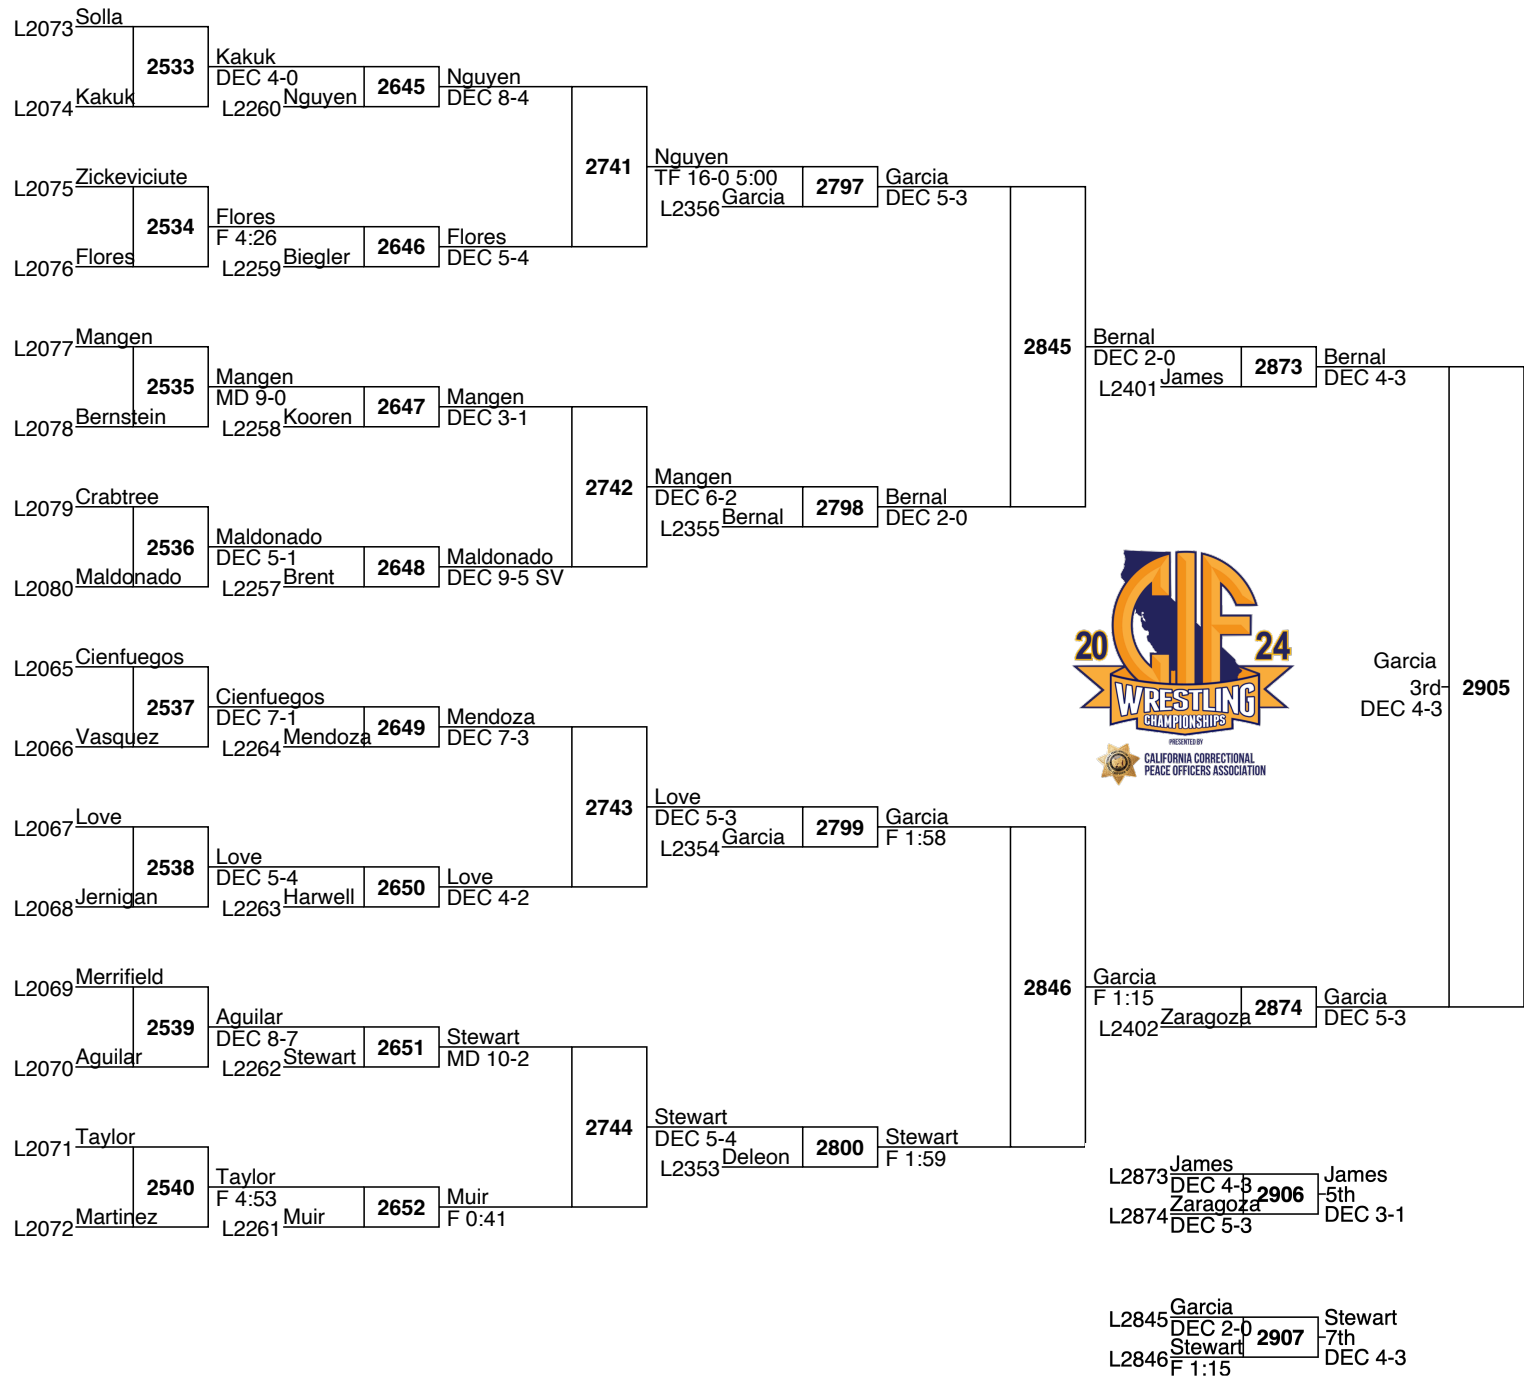 L2073 Solla
2533
L2074 Kakuk
Kakuk
DEC 4-0
L2260 Nguyen
2645
Nguyen
DEC 8-4
L2075 Zickeviciute
2534
L2076 Flores
Flores
F 4:26
L2259 Biegler
2646
Flores
DEC 5-4
2741
Nguyen
TF 16-0 5:00
L2356 Garcia
2797
Garcia
DEC 5-3
L2077 Mangen
2535
L2078 Bernstein
Mangen
MD 9-0
L2258 Kooren
2647
Mangen
DEC 3-1
L2079 Crabtree
2536
L2080 Maldonado
Maldonado
DEC 5-1
L2257 Brent
2648
Maldonado
DEC 9-5 SV
2742
Mangen
DEC 6-2
L2355 Bernal
2798
Bernal
DEC 2-0
2845
Bernal
DEC 2-0
L2401 James
2873
Bernal
DEC 4-3
L2065 Cienfuegos
2537
L2066 Vasquez
Cienfuegos
DEC 7-1
L2264 Mendoza
2649
Mendoza
DEC 7-3
L2067 Love
2538
L2068 Jernigan
Love
DEC 5-4
L2263 Harwell
2650
Love
DEC 4-2
2743
Love
DEC 5-3
L2354 Garcia
2799
Garcia
F 1:58
L2069 Merrifield
2539
L2070 Aguilar
Aguilar
DEC 8-7
L2262 Stewart
2651
Stewart
MD 10-2
L2071 Taylor
2540
L2072 Martinez
Taylor
F 4:53
L2261 Muir
2652
Muir
F 0:41
2744
Stewart
DEC 5-4
L2353 Deleon
2800
Stewart
F 1:59
2846
Garcia
F 1:15
L2402 Zaragoza
2874
Garcia
DEC 5-3
20 CIF 24
WRESTLING
CHAMPIONSHIPS
PRESENTED BY
CALIFORNIA CORRECTIONAL
PEACE OFFICERS ASSOCIATION
Garcia
3rd
DEC 4-3
2905
L2873 James
DEC 4-3
L2874 Zaragoza
DEC 5-3
2906
James
5th
DEC 3-1
L2845 Garcia
DEC 2-0
L2846 Stewart
F 1:15
2907
Stewart
7th
DEC 4-3